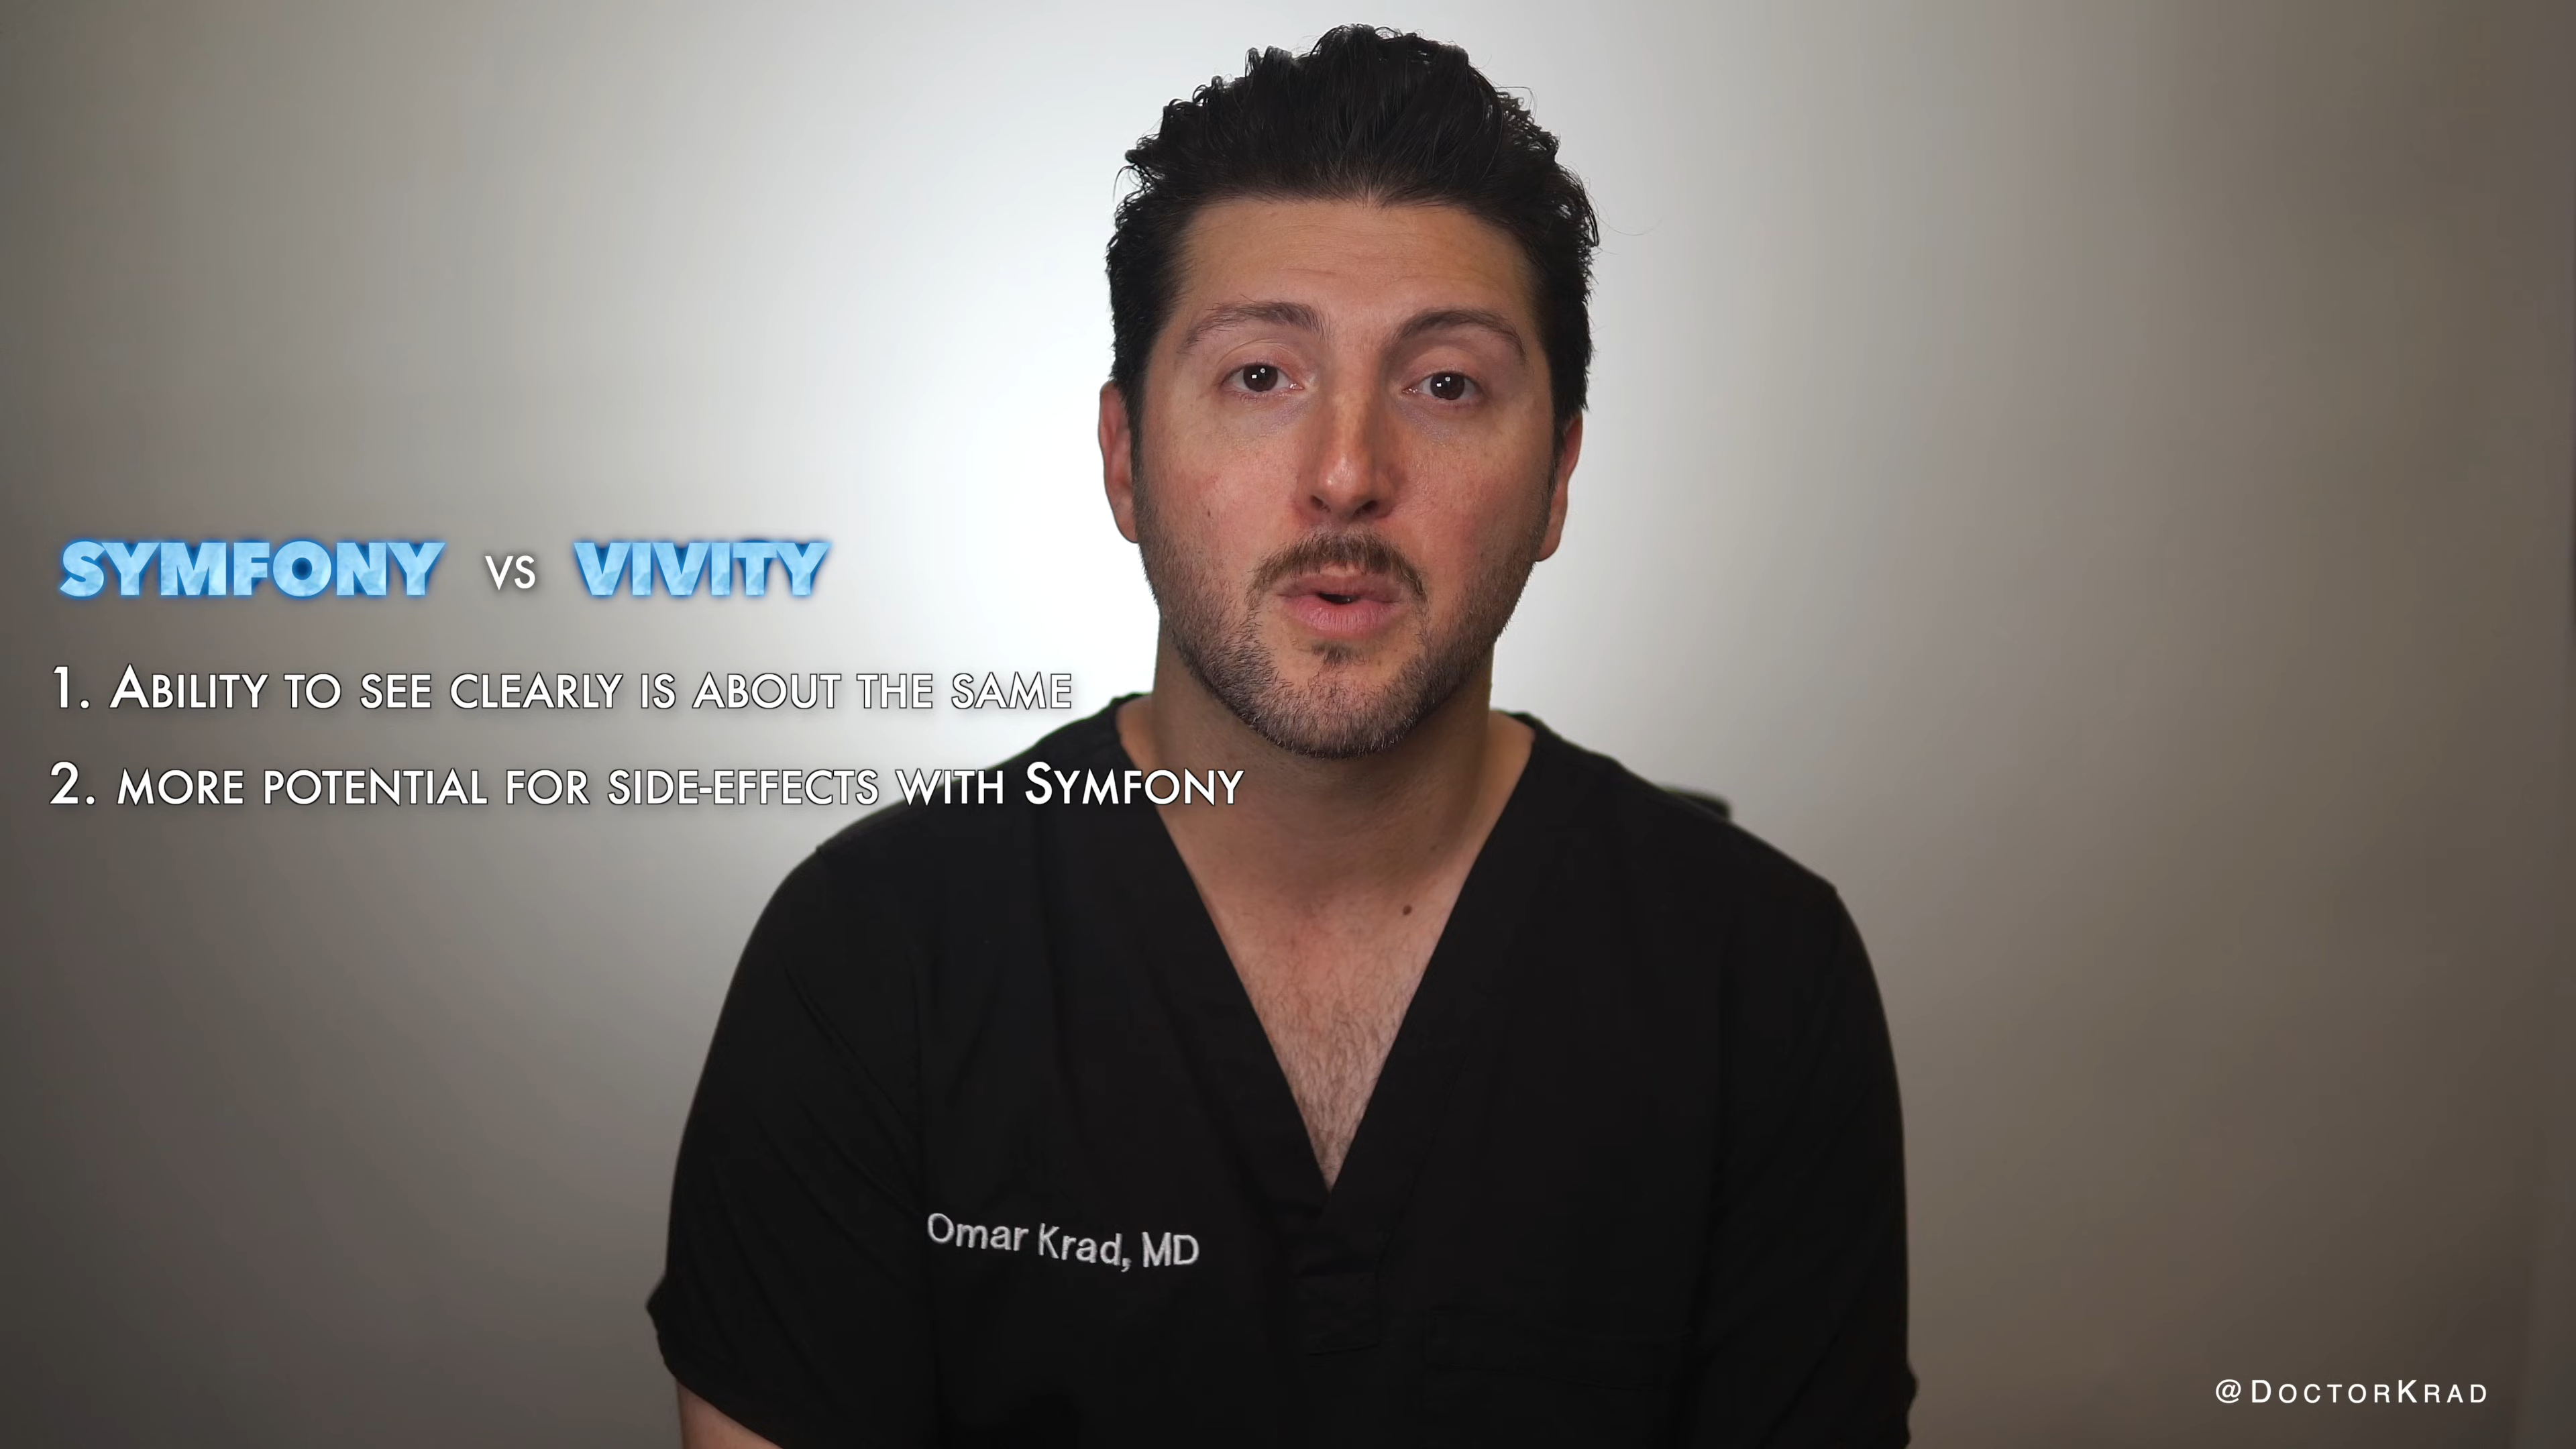 SYMFONY VS VIVITY
1. ABILITY TO SEE CLEARLY IS ABOUT THE SAME
2. MORE POTENTIAL FOR SIDE-EFFECTS WITH SYMFONY
Omar Krad, MD
@DOCTORKRAD